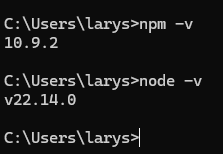 C:\Users\larys>npm -v
10.9.2
C:\Users\larys>node -v
v22.14.0
C:\Users\larys>